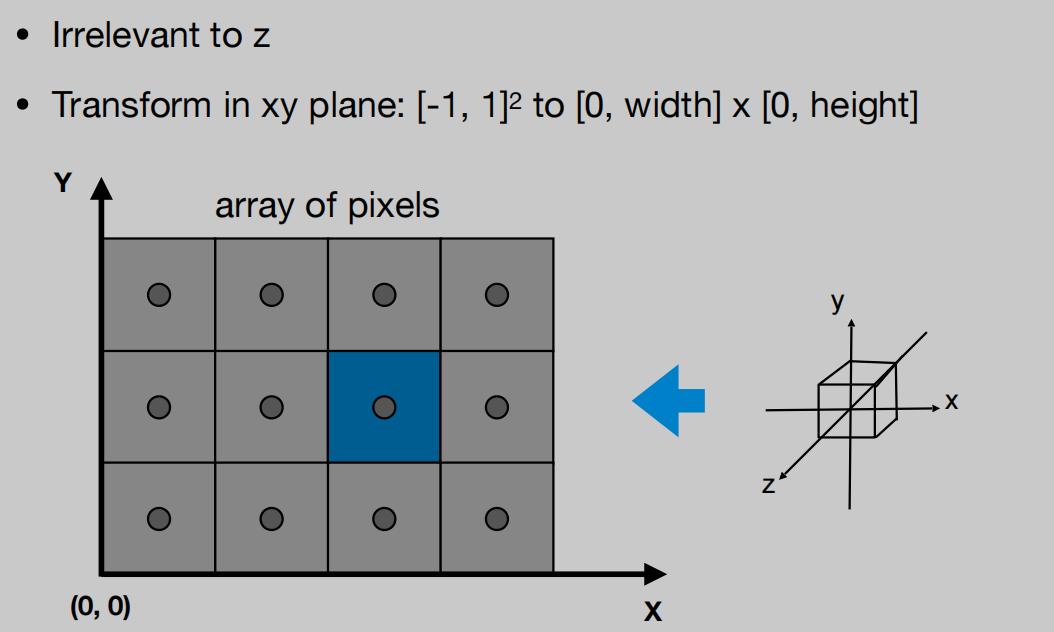 • Irrelevant to z
• Transform in xy plane: [-1, 1]² to [0, width] x [0, height]
Y
array of pixels
y
x
z
(0, 0)
X